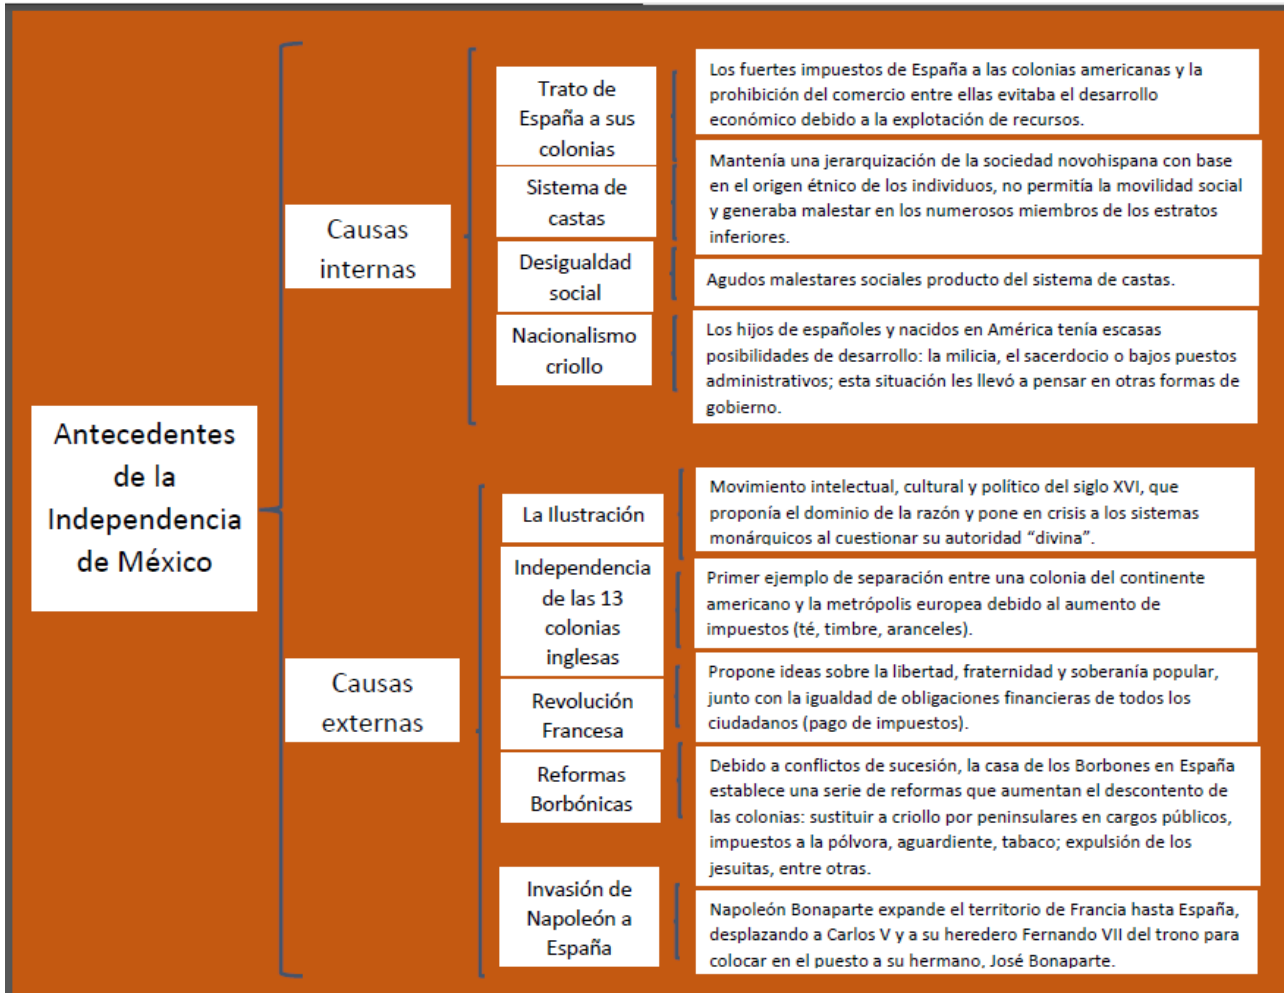 Antecedentes
de la
Independencia
de México
Causas
internas
Trato de
España a sus
colonias
Los fuertes impuestos de España a las colonias americanas y la
prohibición del comercio entre ellas evitaba el desarrollo
económico debido a la explotación de recursos.
Sistema de
castas
Mantenía una jerarquización de la sociedad novohispana con base
en el origen étnico de los individuos, no permitía la movilidad social
y generaba malestar en los numerosos miembros de los estratos
inferiores.
Desigualdad
social
Agudos malestares sociales producto del sistema de castas.
Nacionalismo
criollo
Los hijos de españoles y nacidos en América tenía escasas
posibilidades de desarrollo: la milicia, el sacerdocio o bajos puestos
administrativos; esta situación les llevó a pensar en otras formas de
gobierno.
Causas
externas
La Ilustración
Movimiento intelectual, cultural y político del siglo XVI, que
proponía el dominio de la razón y pone en crisis a los sistemas
monárquicos al cuestionar su autoridad “divina”.
Independencia
de las 13
colonias
inglesas
Primer ejemplo de separación entre una colonia del continente
americano y la metrópolis europea debido al aumento de
impuestos (té, timbre, aranceles).
Revolución
Francesa
Propone ideas sobre la libertad, fraternidad y soberanía popular,
junto con la igualdad de obligaciones financieras de todos los
ciudadanos (pago de impuestos).
Reformas
Borbónicas
Debido a conflictos de sucesión, la casa de los Borbones en España
establece una serie de reformas que aumentan el descontento de
las colonias: sustituir a criollo por peninsulares en cargos públicos,
impuestos a la pólvora, aguardiente, tabaco; expulsión de los
jesuitas, entre otras.
Invasión de
Napoleón a
España
Napoleón Bonaparte expande el territorio de Francia hasta España,
desplazando a Carlos V y a su heredero Fernando VII del trono para
colocar en el puesto a su hermano, José Bonaparte.